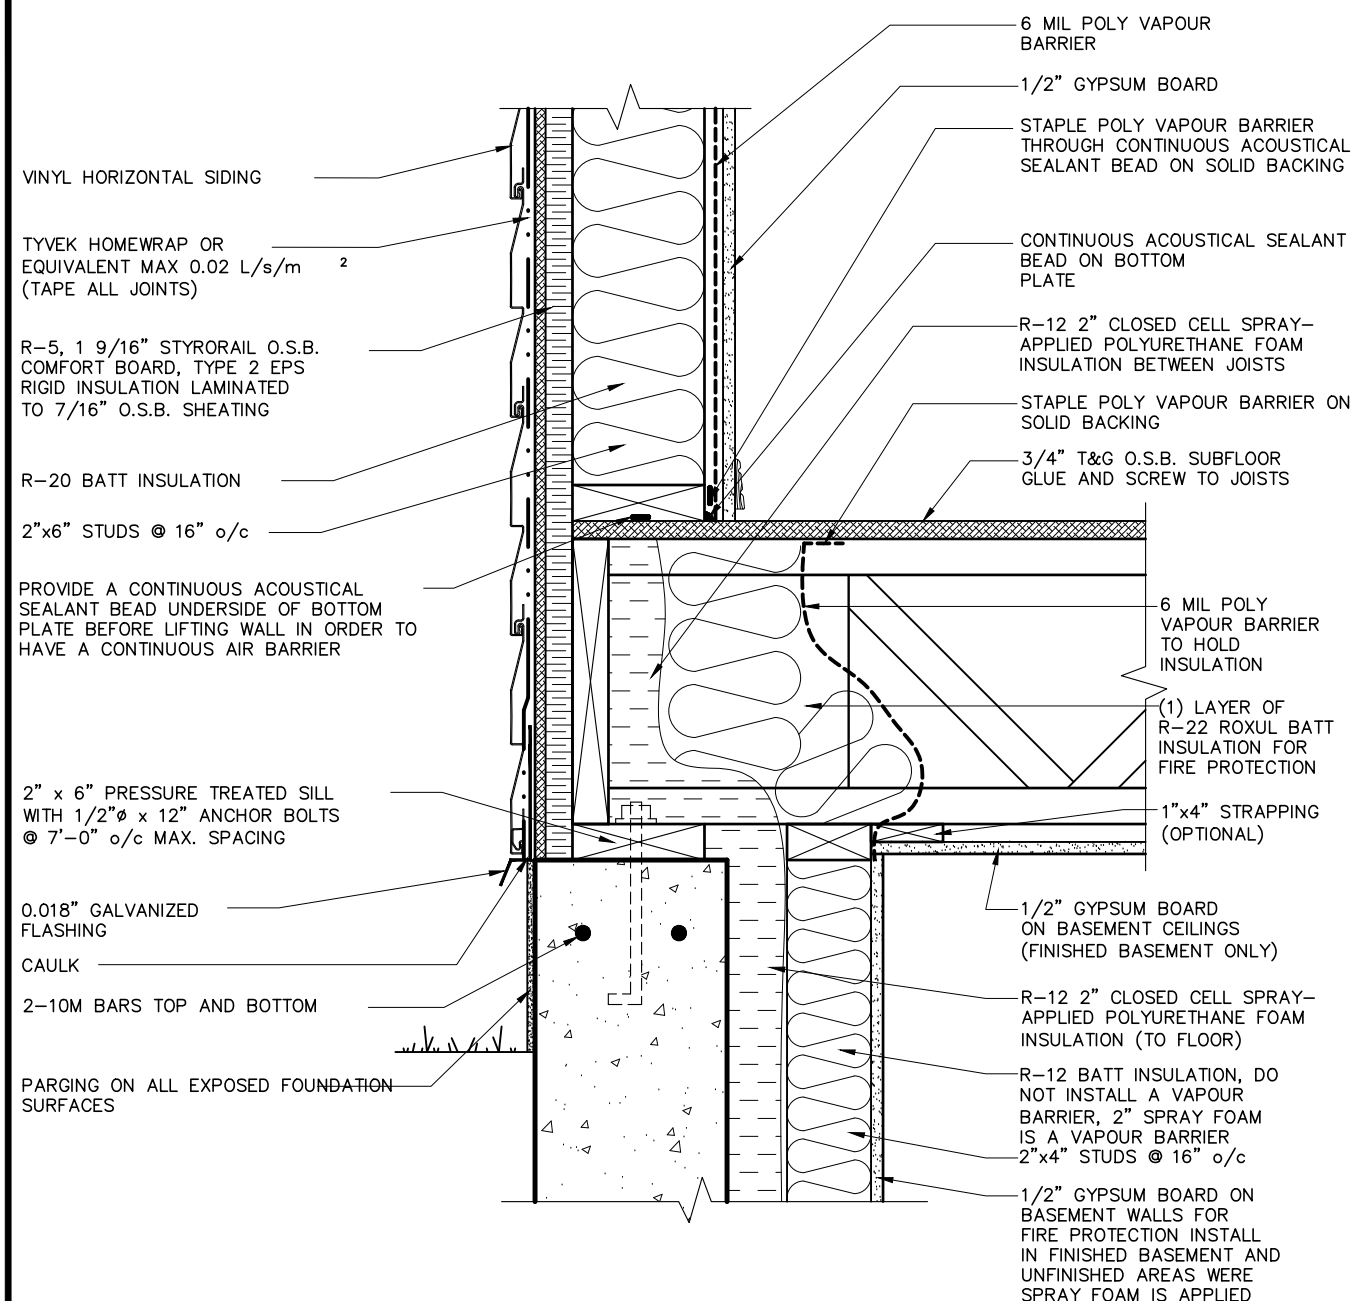 VINYL HORIZONTAL SIDING
TYVEK HOMEWRAP OR
EQUIVALENT MAX 0.02 L/s/m 2
(TAPE ALL JOINTS)
R-5, 1 9/16" STYRORAIL O.S.B.
COMFORT BOARD, TYPE 2 EPS
RIGID INSULATION LAMINATED
TO 7/16" O.S.B. SHEATING
R-20 BATT INSULATION
2"x6" STUDS @ 16" o/c
PROVIDE A CONTINUOUS ACOUSTICAL
SEALANT BEAD UNDERSIDE OF BOTTOM
PLATE BEFORE LIFTING WALL IN ORDER TO
HAVE A CONTINUOUS AIR BARRIER
2" x 6" PRESSURE TREATED SILL
WITH 1/2"ø x 12" ANCHOR BOLTS
@ 7'-0" o/c MAX. SPACING
0.018" GALVANIZED
FLASHING
CAULK
2-10M BARS TOP AND BOTTOM
PARGING ON ALL EXPOSED FOUNDATION
SURFACES
6 MIL POLY VAPOUR
BARRIER
1/2" GYPSUM BOARD
STAPLE POLY VAPOUR BARRIER
THROUGH CONTINUOUS ACOUSTICAL
SEALANT BEAD ON SOLID BACKING
CONTINUOUS ACOUSTICAL SEALANT
BEAD ON BOTTOM
PLATE
R-12 2" CLOSED CELL SPRAY-
APPLIED POLYURETHANE FOAM
INSULATION BETWEEN JOISTS
STAPLE POLY VAPOUR BARRIER ON
SOLID BACKING
3/4" T&G O.S.B. SUBFLOOR
GLUE AND SCREW TO JOISTS
6 MIL POLY
VAPOUR BARRIER
TO HOLD
INSULATION
(1) LAYER OF
R-22 ROXUL BATT
INSULATION FOR
FIRE PROTECTION
1"x4" STRAPPING
(OPTIONAL)
1/2" GYPSUM BOARD
ON BASEMENT CEILINGS
(FINISHED BASEMENT ONLY)
R-12 2" CLOSED CELL SPRAY-
APPLIED POLYURETHANE FOAM
INSULATION (TO FLOOR)
R-12 BATT INSULATION, DO
NOT INSTALL A VAPOUR
BARRIER, 2" SPRAY FOAM
IS A VAPOUR BARRIER
2"x4" STUDS @ 16" o/c
1/2" GYPSUM BOARD ON
BASEMENT WALLS FOR
FIRE PROTECTION INSTALL
IN FINISHED BASEMENT AND
UNFINISHED AREAS WERE
SPRAY FOAM IS APPLIED